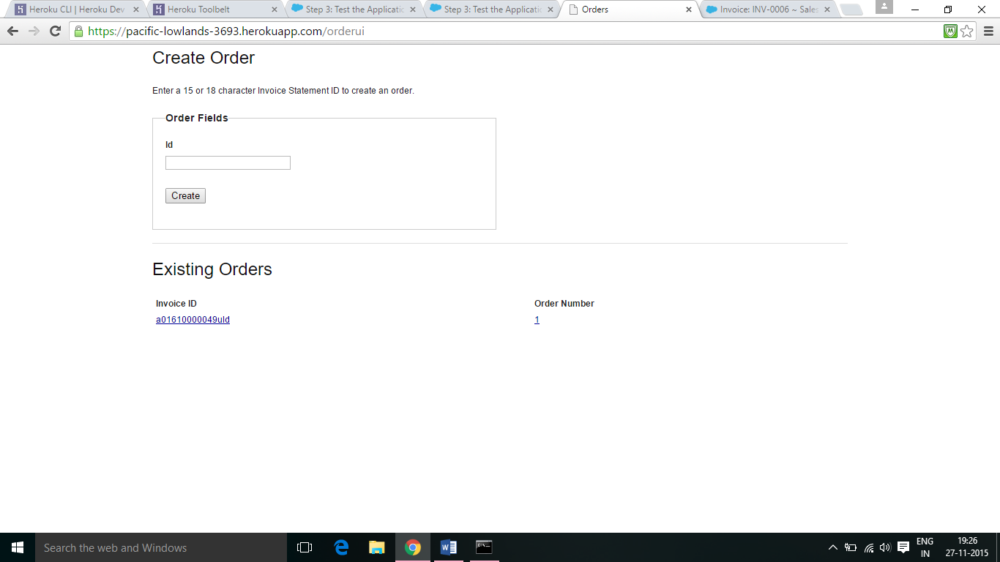 Heroku CLI | Heroku Dev
Heroku Toolbelt
Step 3: Test the Applicatio
Step 3: Test the Applicatio
Orders
Invoice: INV-0006 ~ Sales
https://pacific-lowlands-3693.herokuapp.com/orderui
Create Order
Enter a 15 or 18 character Invoice Statement ID to create an order.
Order Fields
Id
Create
Existing Orders
Invoice ID Order Number
a01610000049uld 1
Search the web and Windows
ENG 19:26
IN 27-11-2015